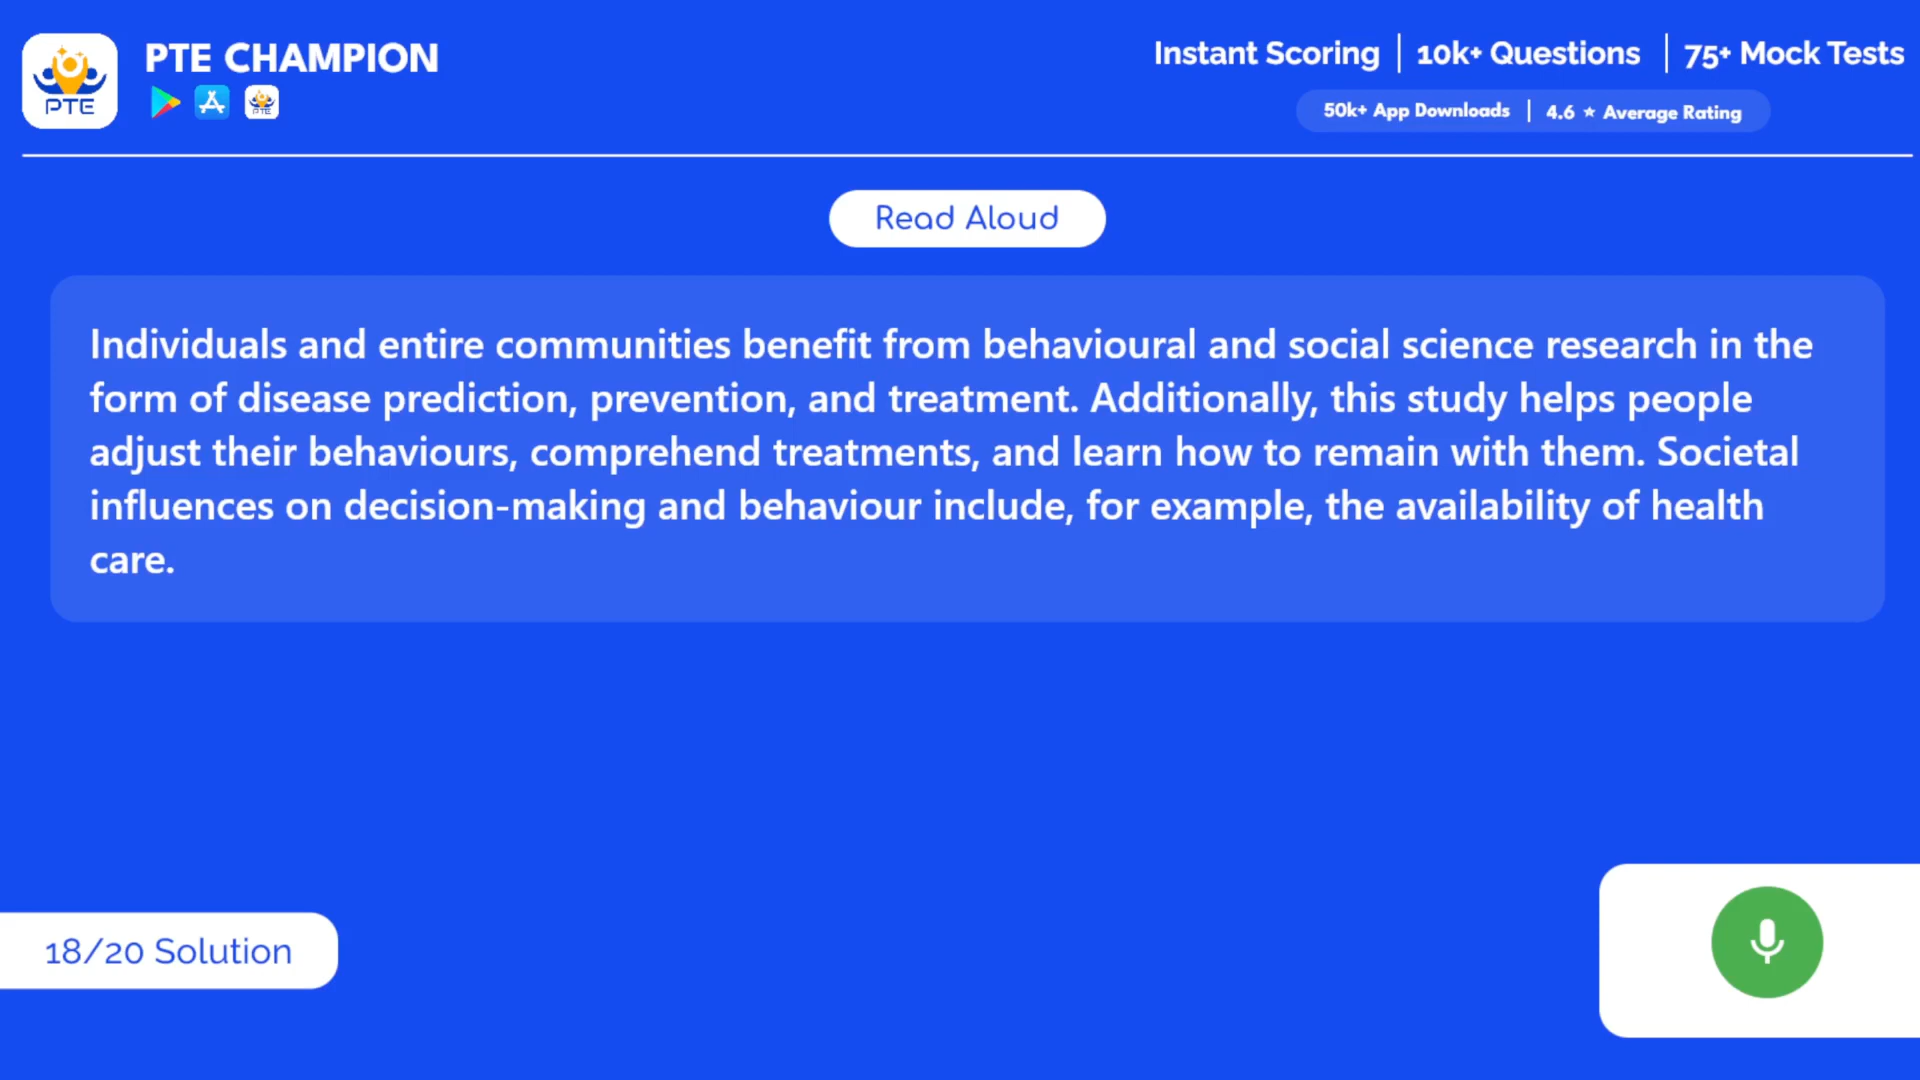 PTE CHAMPION
PTE
PTE
Instant Scoring | 10k+ Questions | 75+ Mock Tests
50k+ App Downloads | 4.6 ★ Average Rating
Read Aloud
Individuals and entire communities benefit from behavioural and social science research in the
form of disease prediction, prevention, and treatment. Additionally, this study helps people
adjust their behaviours, comprehend treatments, and learn how to remain with them. Societal
influences on decision-making and behaviour include, for example, the availability of health
care.
18/20 Solution